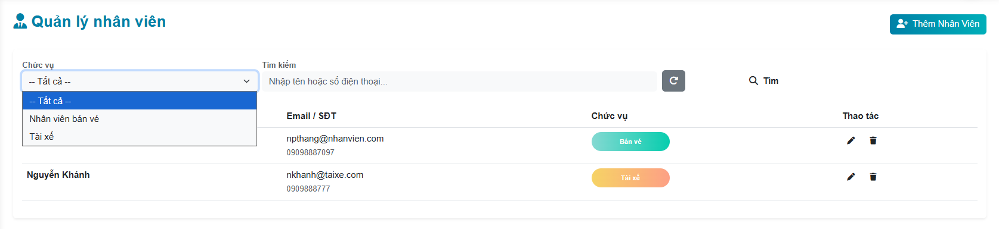 Quản lý nhân viên
Thêm Nhân Viên
Chức vụ
Tìm kiếm
-- Tất cả --
Nhập tên hoặc số điện thoại...
Tìm
-- Tất cả --
Nhân viên bán vé
Tài xế
Email / SĐT
Chức vụ
Thao tác
npthang@nhanvien.com
Bán vé
09098887097
Nguyễn Khánh
nkhanh@taixe.com
Tài xế
0909888777